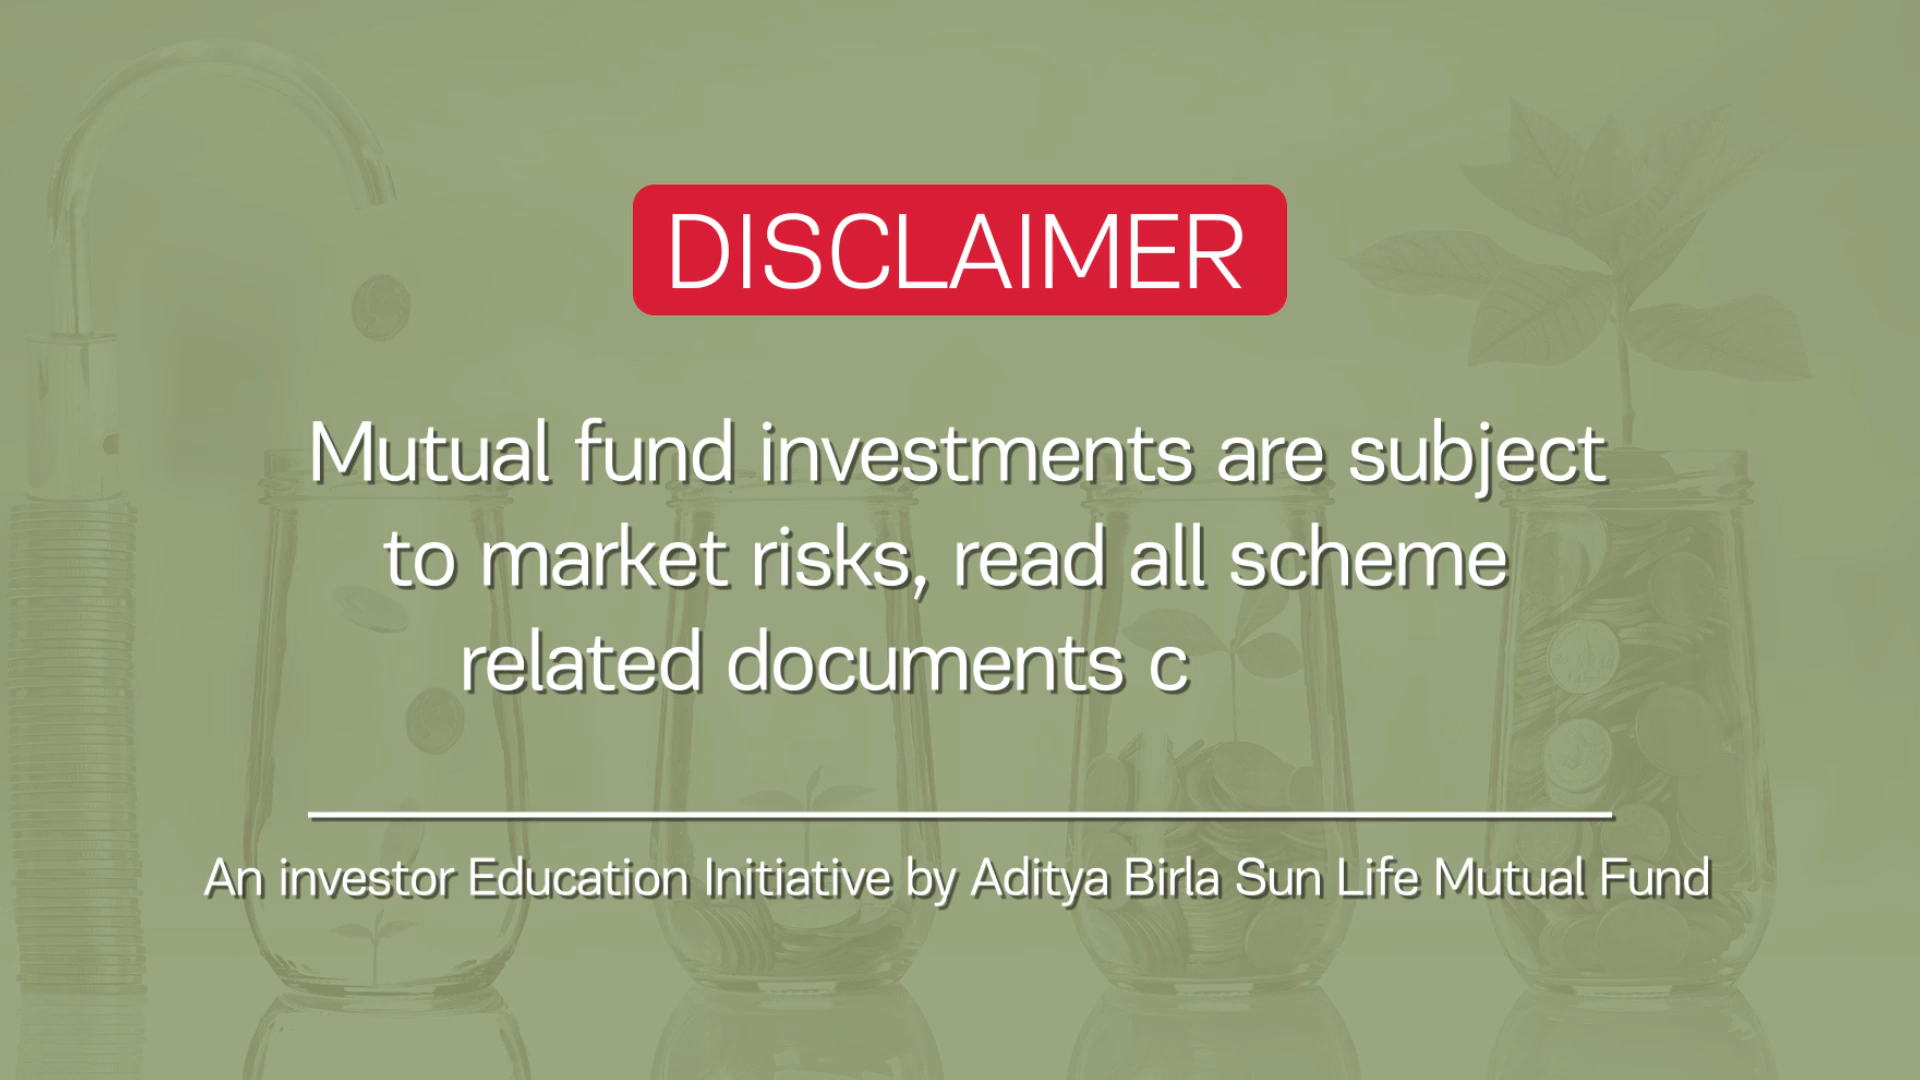 DISCLAIMER
Mutual fund investments are subject
to market risks, read all scheme
related documents c
An investor Education Initiative by Aditya Birla Sun Life Mutual Fund